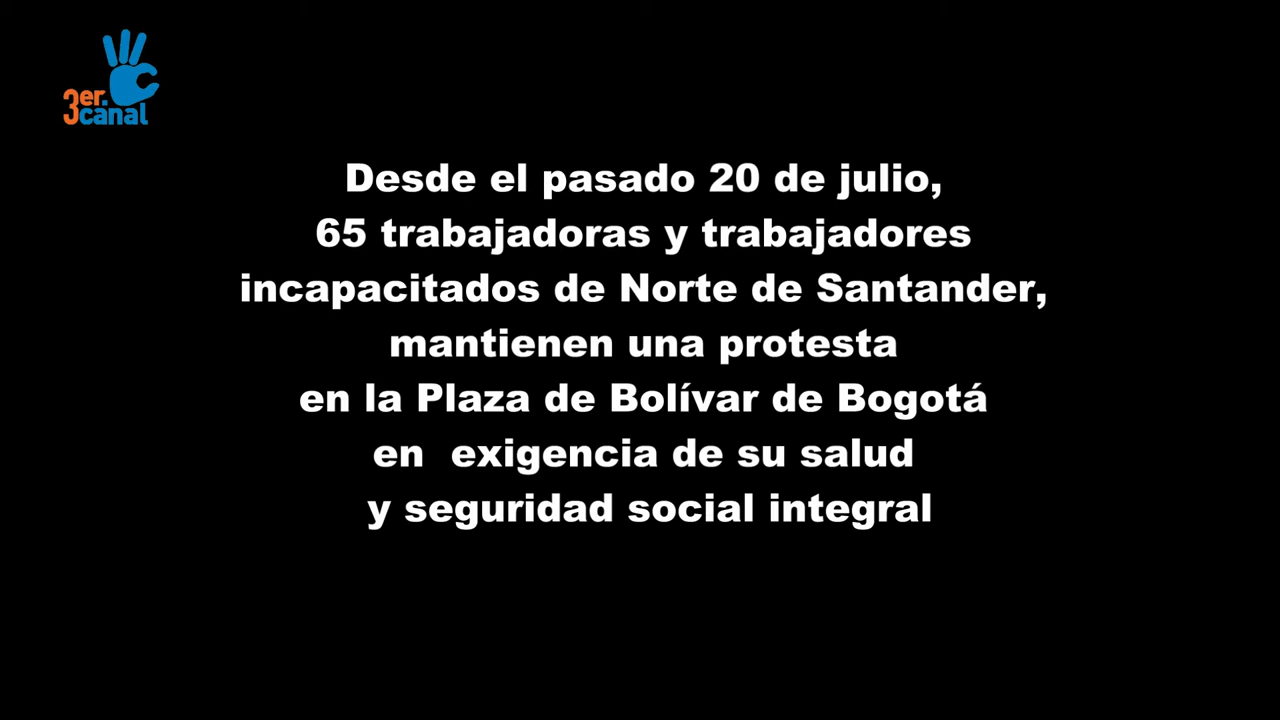 3er.
canal
Desde el pasado 20 de julio,
65 trabajadoras y trabajadores
incapacitados de Norte de Santander,
mantienen una protesta
en la Plaza de Bolívar de Bogotá
en  exigencia de su salud
y seguridad social integral